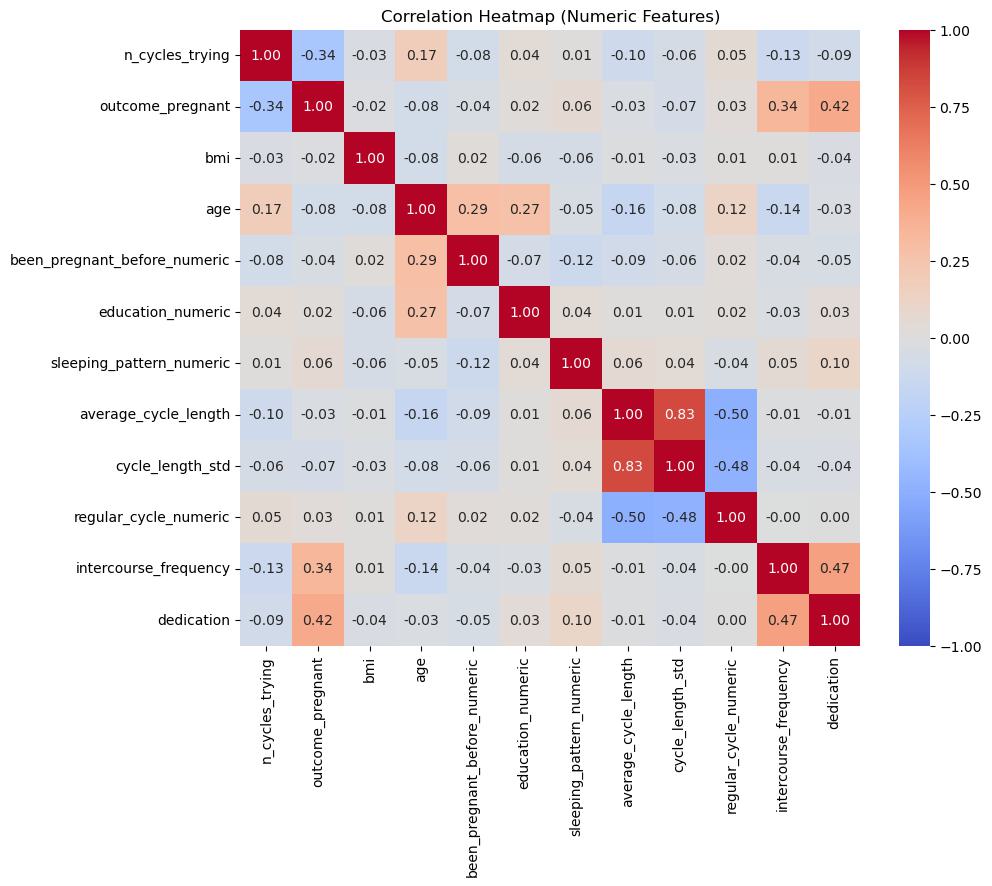 Correlation Heatmap (Numeric Features)
n_cycles_trying 1.00 -0.34 -0.03 0.17 -0.08 0.04 0.01 -0.10 -0.06 0.05 -0.13 -0.09
outcome_pregnant -0.34 1.00 -0.02 -0.08 -0.04 0.02 0.06 -0.03 -0.07 0.03 0.34 0.42
bmi -0.03 -0.02 1.00 -0.08 0.02 -0.06 -0.06 -0.01 -0.03 0.01 0.01 -0.04
age 0.17 -0.08 -0.08 1.00 0.29 0.27 -0.05 -0.16 -0.08 0.12 -0.14 -0.03
been_pregnant_before_numeric -0.08 -0.04 0.02 0.29 1.00 -0.07 -0.12 -0.09 -0.06 0.02 -0.04 -0.05
education_numeric 0.04 0.02 -0.06 0.27 -0.07 1.00 0.04 0.01 0.01 0.02 -0.03 0.03
sleeping_pattern_numeric 0.01 0.06 -0.06 -0.05 -0.12 0.04 1.00 0.06 0.04 -0.04 0.05 0.10
average_cycle_length -0.10 -0.03 -0.01 -0.16 -0.09 0.01 0.06 1.00 0.83 -0.50 -0.01 -0.01
cycle_length_std -0.06 -0.07 -0.03 -0.08 -0.06 0.01 0.04 0.83 1.00 -0.48 -0.04 -0.04
regular_cycle_numeric 0.05 0.03 0.01 0.12 0.02 0.02 -0.04 -0.50 -0.48 1.00 -0.00 0.00
intercourse_frequency -0.13 0.34 0.01 -0.14 -0.04 -0.03 0.05 -0.01 -0.04 -0.00 1.00 0.47
dedication -0.09 0.42 -0.04 -0.03 -0.05 0.03 0.10 -0.01 -0.04 0.00 0.47 1.00
n_cycles_trying
outcome_pregnant
bmi
age
been_pregnant_before_numeric
education_numeric
sleeping_pattern_numeric
average_cycle_length
cycle_length_std
regular_cycle_numeric
intercourse_frequency
dedication
1.00
0.75
0.50
0.25
0.00
−0.25
−0.50
−0.75
−1.00